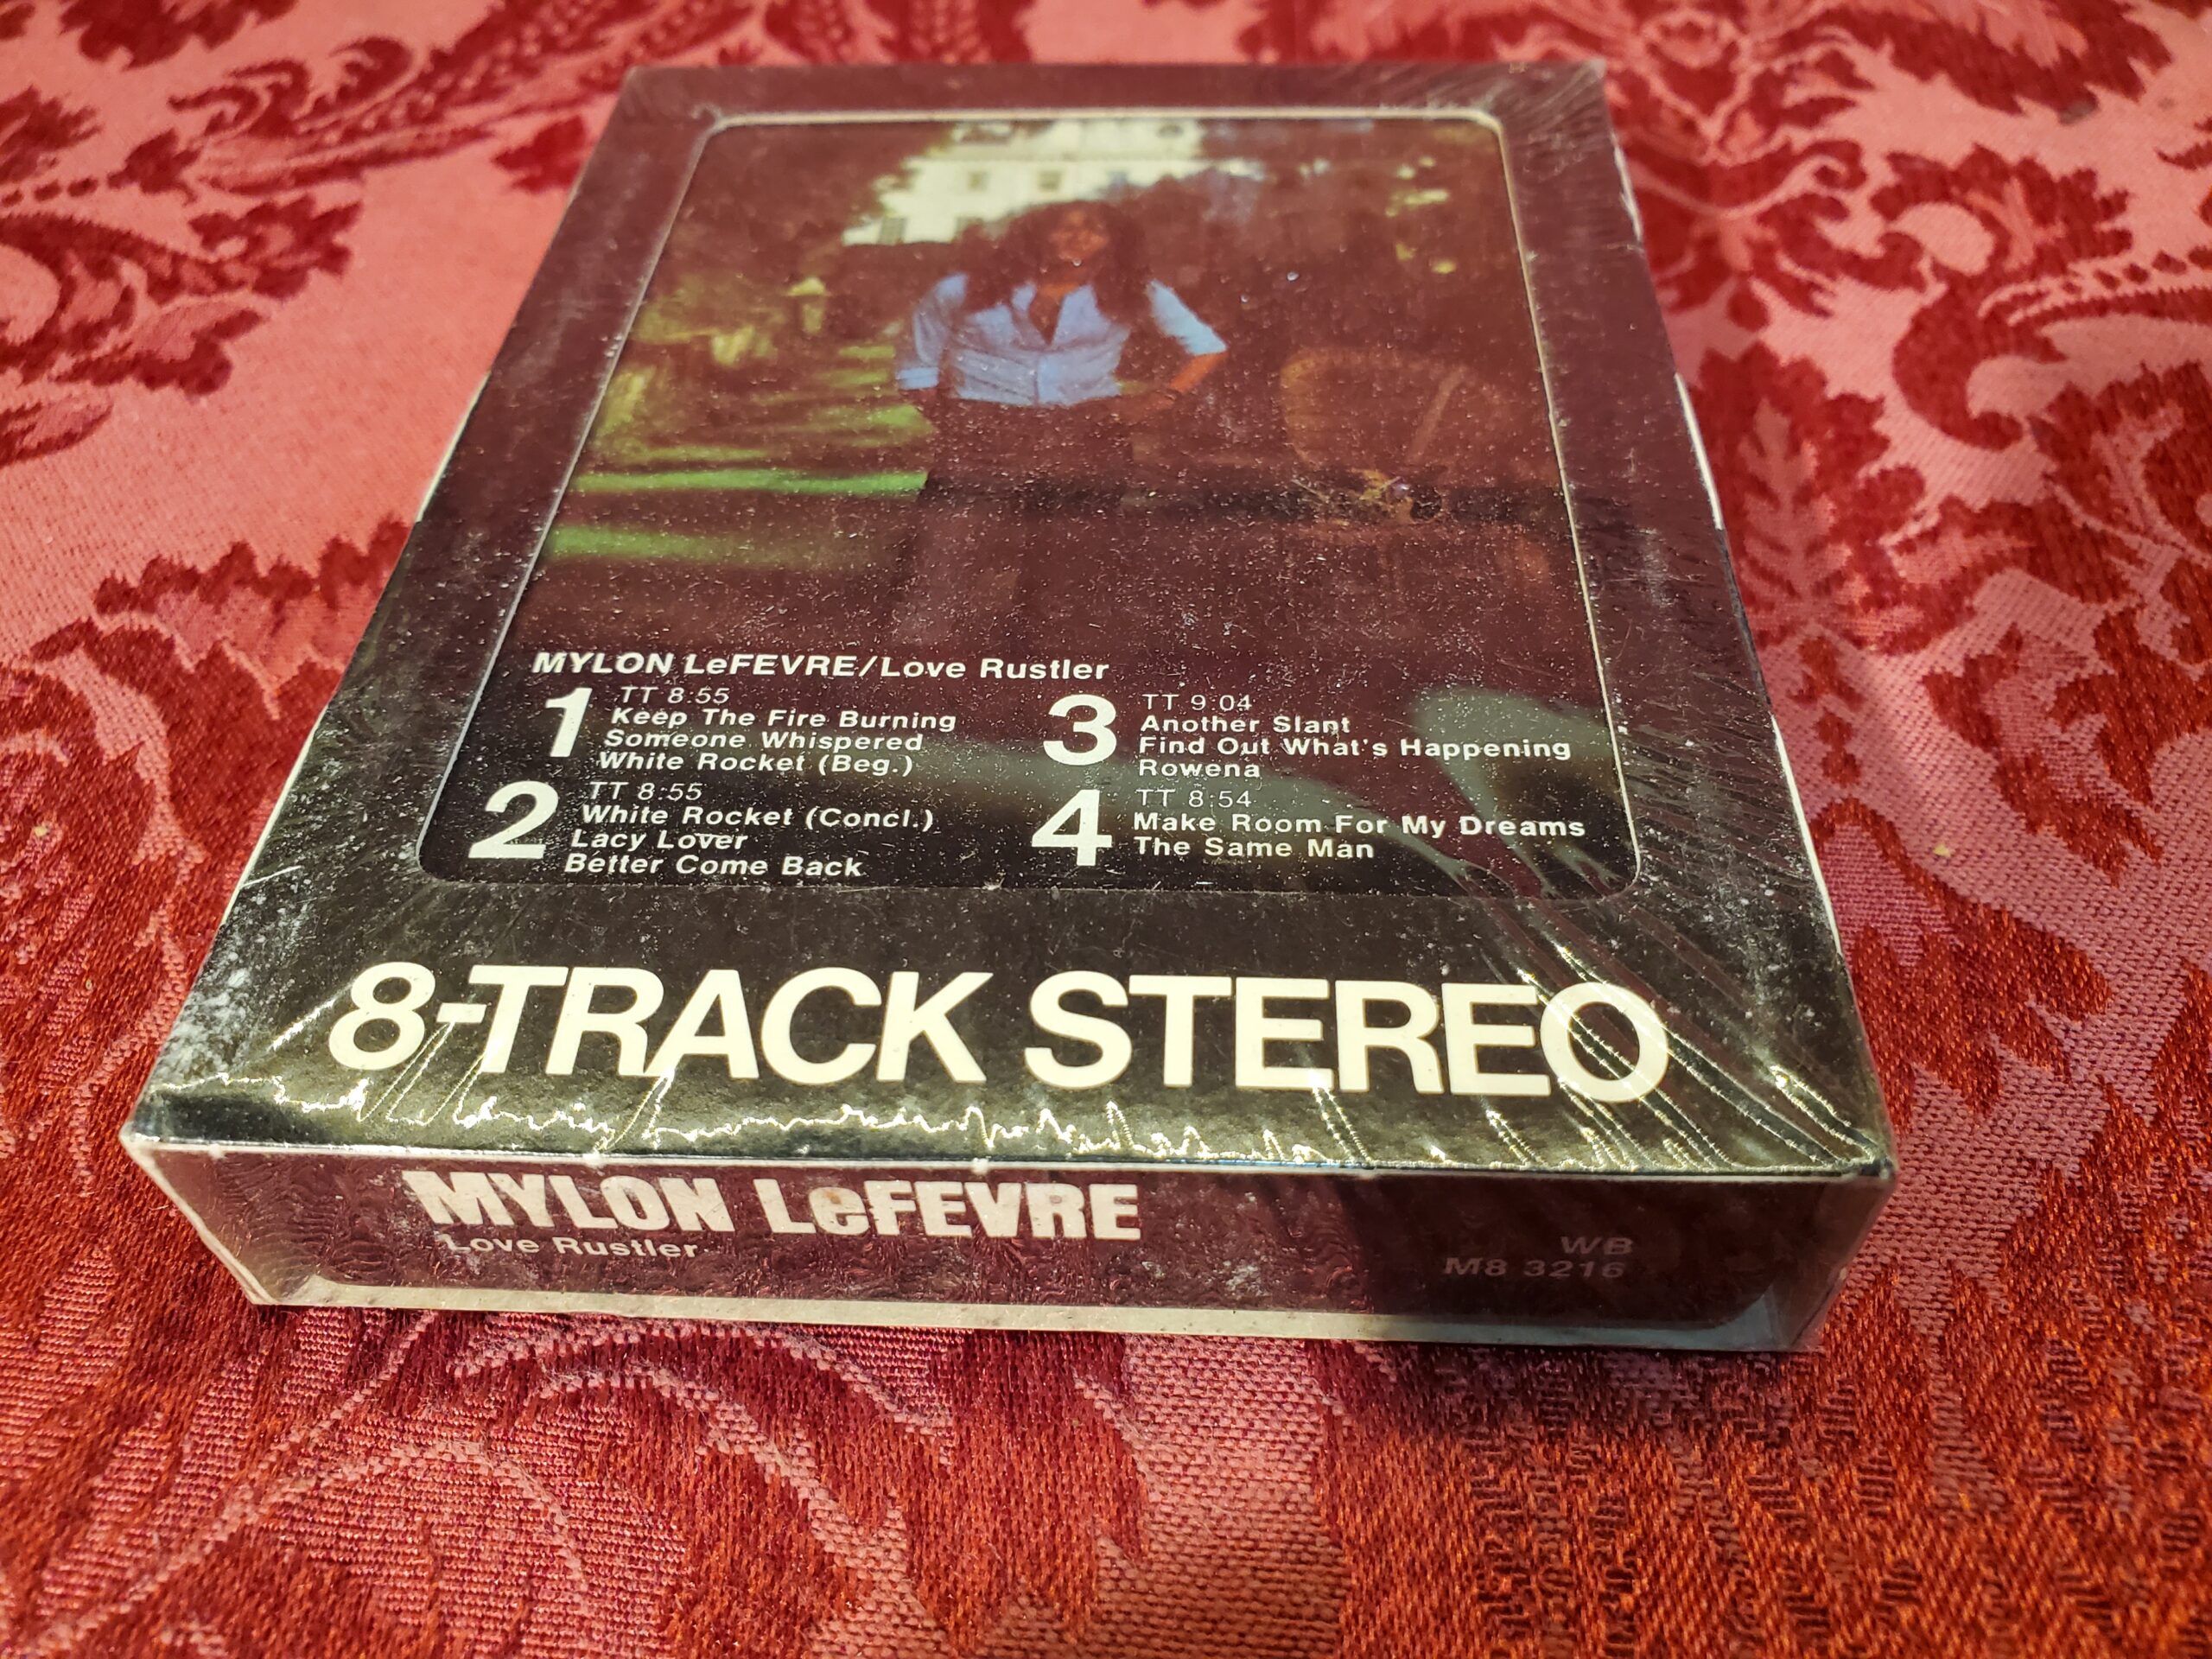 MYLON LeFEVRE/Love Rustler
1 TT 8:55
Keep The Fire Burning
Someone Whispered
White Rocket (Beg.)
2 TT 8:55
White Rocket (Concl.)
Lacy Lover
Better Come Back
3 TT 9:04
Another Slant
Find Out What's Happening
Rowena
4 TT 8:54
Make Room For My Dreams
The Same Man
8-TRACK STEREO
MYLON LeFEVRE
Love Rustler
WB
M8 3216